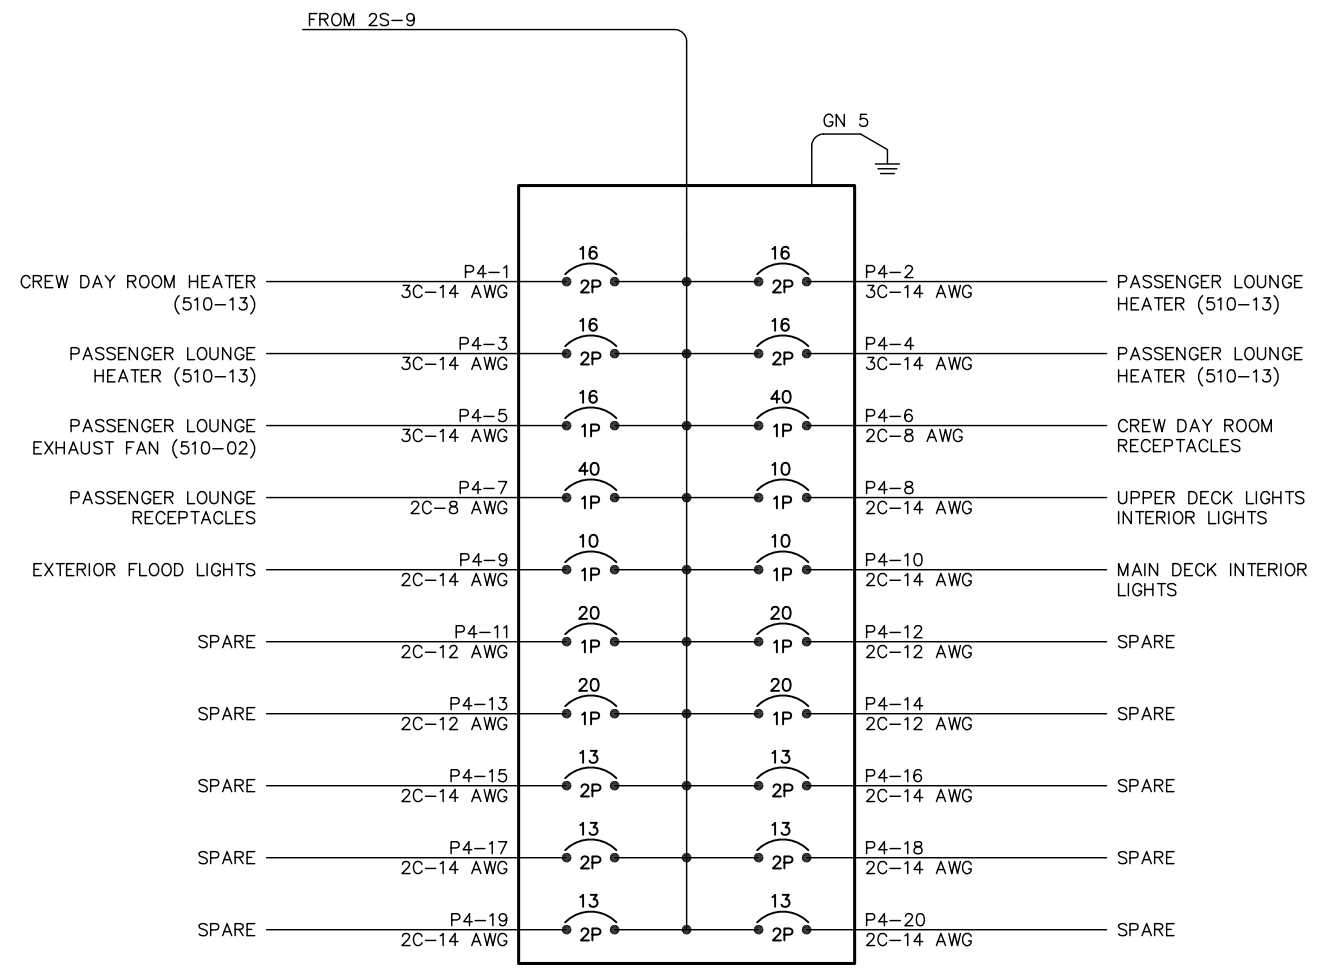 FROM 2S-9
GN 5
CREW DAY ROOM HEATER
(510-13)
P4-1
3C-14 AWG
16
2P
16
2P
P4-2
3C-14 AWG
PASSENGER LOUNGE
HEATER (510-13)
PASSENGER LOUNGE
HEATER (510-13)
P4-3
3C-14 AWG
16
2P
16
2P
P4-4
3C-14 AWG
PASSENGER LOUNGE
HEATER (510-13)
PASSENGER LOUNGE
EXHAUST FAN (510-02)
P4-5
3C-14 AWG
16
1P
40
1P
P4-6
2C-8 AWG
CREW DAY ROOM
RECEPTACLES
PASSENGER LOUNGE
RECEPTACLES
P4-7
2C-8 AWG
40
1P
10
1P
P4-8
2C-14 AWG
UPPER DECK LIGHTS
INTERIOR LIGHTS
EXTERIOR FLOOD LIGHTS
P4-9
2C-14 AWG
10
1P
10
1P
P4-10
2C-14 AWG
MAIN DECK INTERIOR
LIGHTS
SPARE
P4-11
2C-12 AWG
20
1P
20
1P
P4-12
2C-12 AWG
SPARE
SPARE
P4-13
2C-12 AWG
20
1P
20
1P
P4-14
2C-12 AWG
SPARE
SPARE
P4-15
2C-14 AWG
13
2P
13
2P
P4-16
2C-14 AWG
SPARE
SPARE
P4-17
2C-14 AWG
13
2P
13
2P
P4-18
2C-14 AWG
SPARE
SPARE
P4-19
2C-14 AWG
13
2P
13
2P
P4-20
2C-14 AWG
SPARE